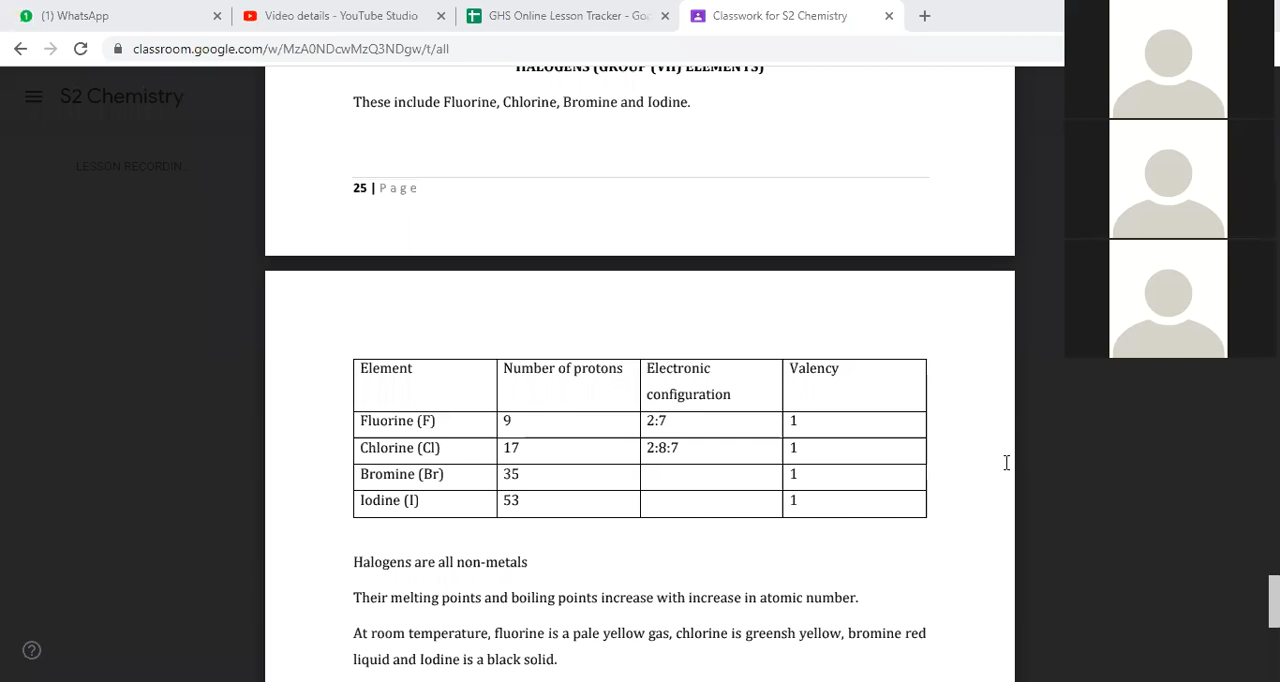 (1) WhatsApp
Video details - YouTube Studio
GHS Online Lesson Tracker - Goo
Classwork for S2 Chemistry
classroom.google.com/w/MzA0NDcwMzQ3NDgw/t/all
S2 Chemistry
LESSON RECORDIN...
HALOGENS (GROUP (VII) ELEMENTS)
These include Fluorine, Chlorine, Bromine and Iodine.
25 | Page
Element Number of protons Electronic configuration Valency
Fluorine (F) 9 2:7 1
Chlorine (Cl) 17 2:8:7 1
Bromine (Br) 35 1
Iodine (I) 53 1
Halogens are all non-metals
Their melting points and boiling points increase with increase in atomic number.
At room temperature, fluorine is a pale yellow gas, chlorine is greensh yellow, bromine red
liquid and Iodine is a black solid.